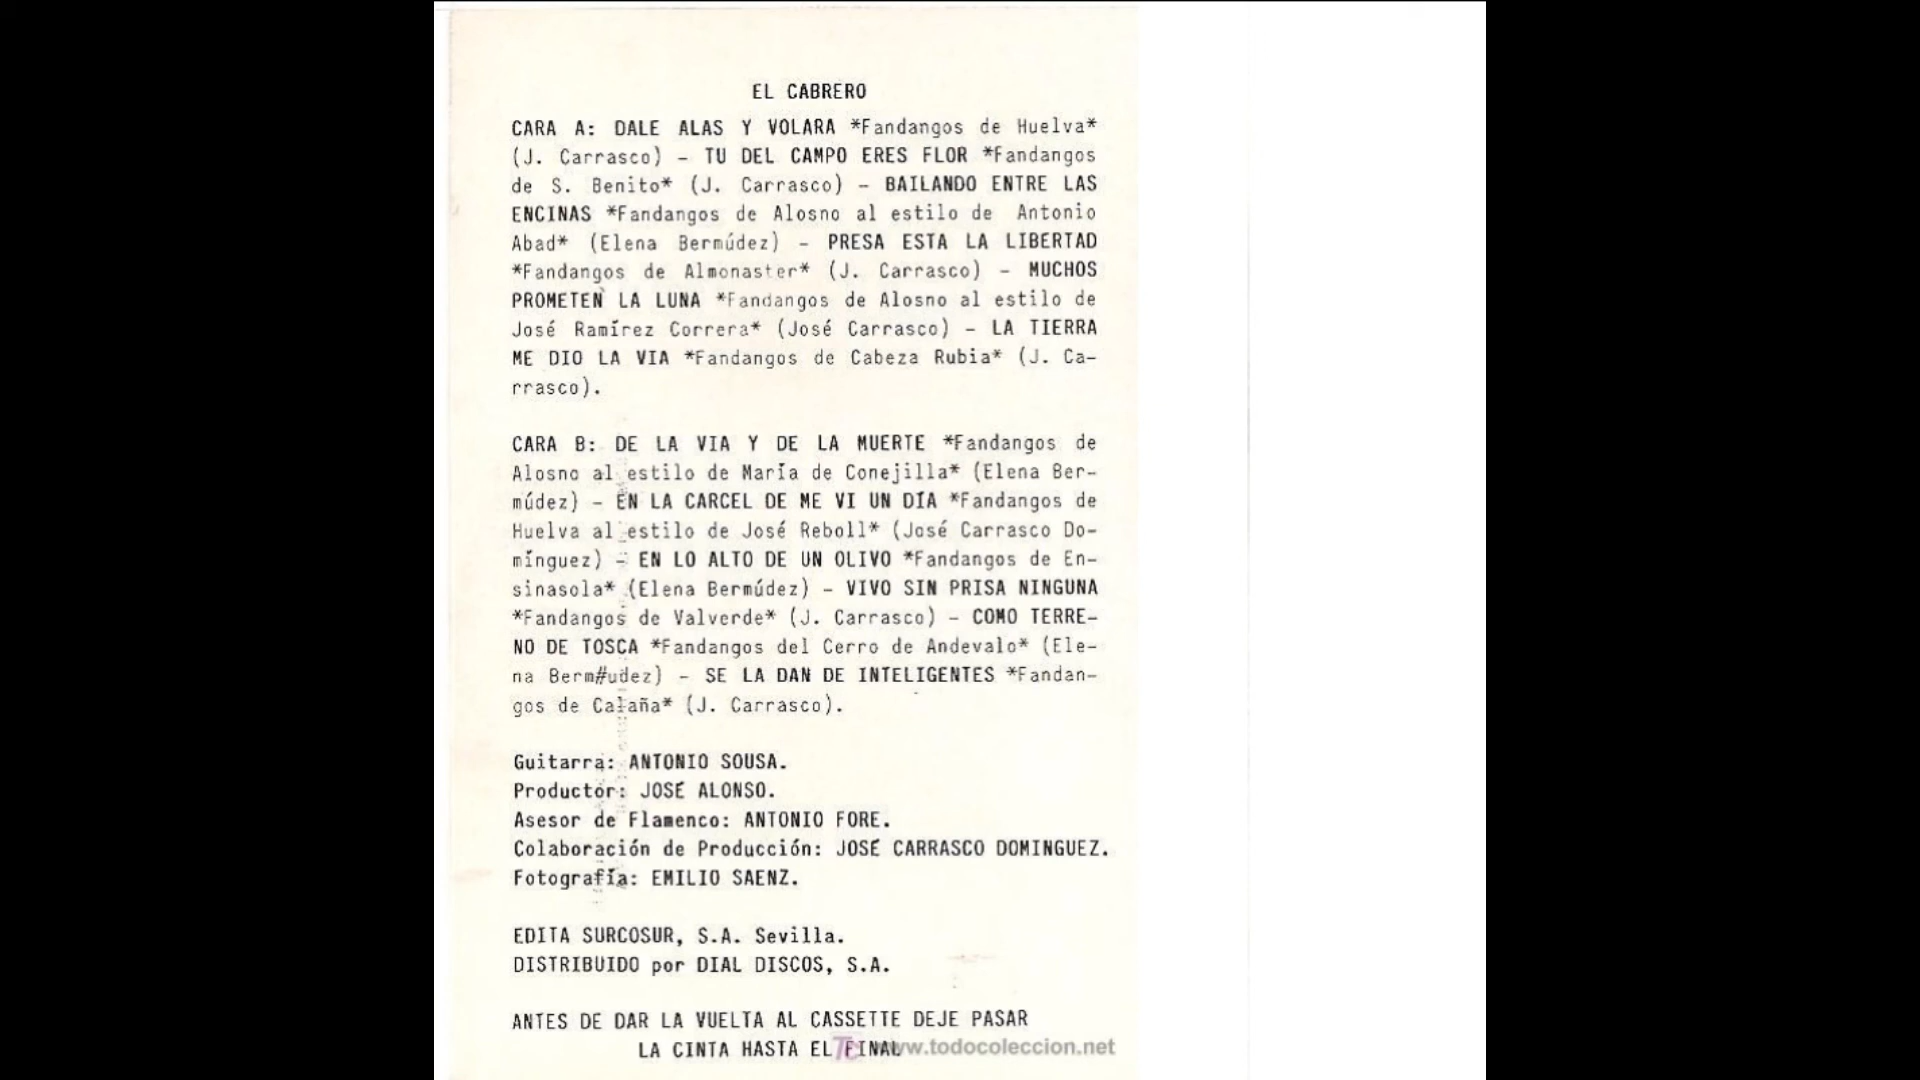 EL CABRERO
CARA A: DALE ALAS Y VOLARA *Fandangos de Huelva*
(J. Carrasco) – TU DEL CAMPO ERES FLOR *Fandangos
de S. Benito* (J. Carrasco) – BAILANDO ENTRE LAS
ENCINAS *Fandangos de Alosno al estilo de Antonio
Abad* (Elena Bermúdez) – PRESA ESTA LA LIBERTAD
*Fandangos de Almonaster* (J. Carrasco) – MUCHOS
PROMETEN LA LUNA *Fandangos de Alosno al estilo de
José Ramírez Correra* (José Carrasco) – LA TIERRA
ME DIO LA VIA *Fandangos de Cabeza Rubia* (J. Ca–
rrasco).
CARA B: DE LA VIA Y DE LA MUERTE *Fandangos de
Alosno al estilo de María de Conejilla* (Elena Ber–
múdez) – EN LA CARCEL DE ME VI UN DÍA *Fandangos de
Huelva al estilo de José Reboll* (José Carrasco Do–
mínguez) – EN LO ALTO DE UN OLIVO *Fandangos de En–
sinasola* (Elena Bermúdez) – VIVO SIN PRISA NINGUNA
*Fandangos de Valverde* (J. Carrasco) – COMO TERRE–
NO DE TOSCA *Fandangos del Cerro de Andevalo* (Ele–
na Berm#udez) – SE LA DAN DE INTELIGENTES *Fandan–
gos de Calaña* (J. Carrasco).
Guitarra: ANTONIO SOUSA.
Productor: JOSÉ ALONSO.
Asesor de Flamenco: ANTONIO FORE.
Colaboración de Producción: JOSÉ CARRASCO DOMINGUEZ.
Fotografía: EMILIO SAENZ.
EDITA SURCOSUR, S.A. Sevilla.
DISTRIBUIDO por DIAL DISCOS, S.A.
ANTES DE DAR LA VUELTA AL CASSETTE DEJE PASAR
LA CINTA HASTA EL FINAL
www.todocoleccion.net